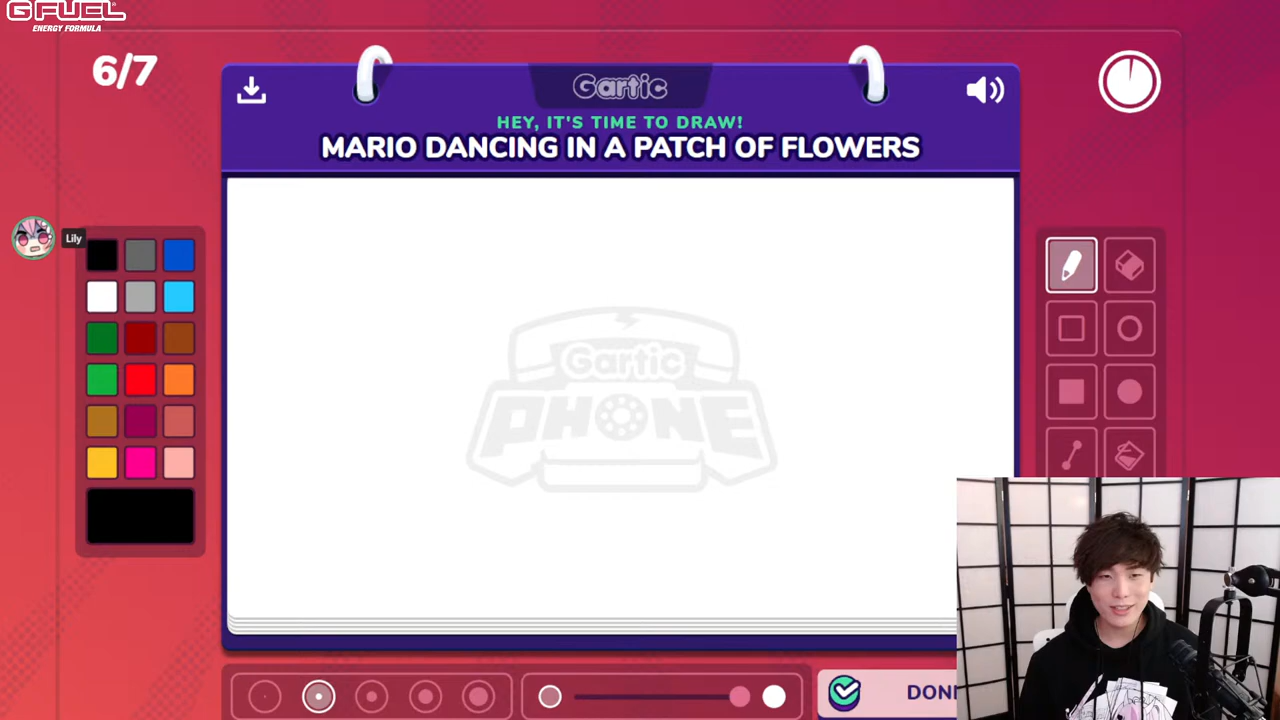 G FUEL
ENERGY FORMULA
6/7
Gartic
HEY, IT'S TIME TO DRAW!
MARIO DANCING IN A PATCH OF FLOWERS
Lily
Gartic
PHONE
DON